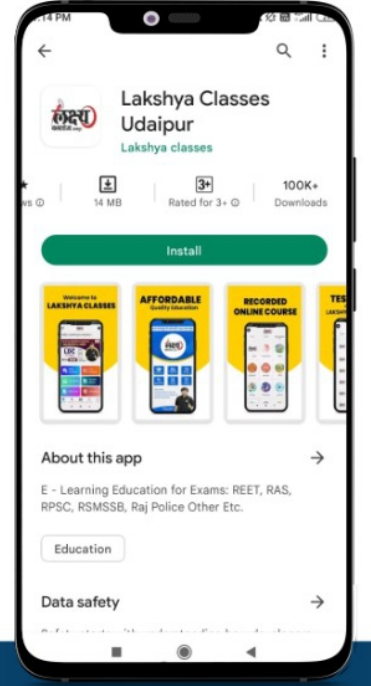 :14 PM
Lakshya Classes
Udaipur
Lakshya classes
लक्ष्य
14 MB
3+
Rated for 3+
100K+
Downloads
Install
Welcome to
LAKSHYA CLASSES
AFFORDABLE
Quality Education
RECORDED
ONLINE COURSE
TES
About this app
E - Learning Education for Exams: REET, RAS,
RPSC, RSMSSB, Raj Police Other Etc.
Education
Data safety